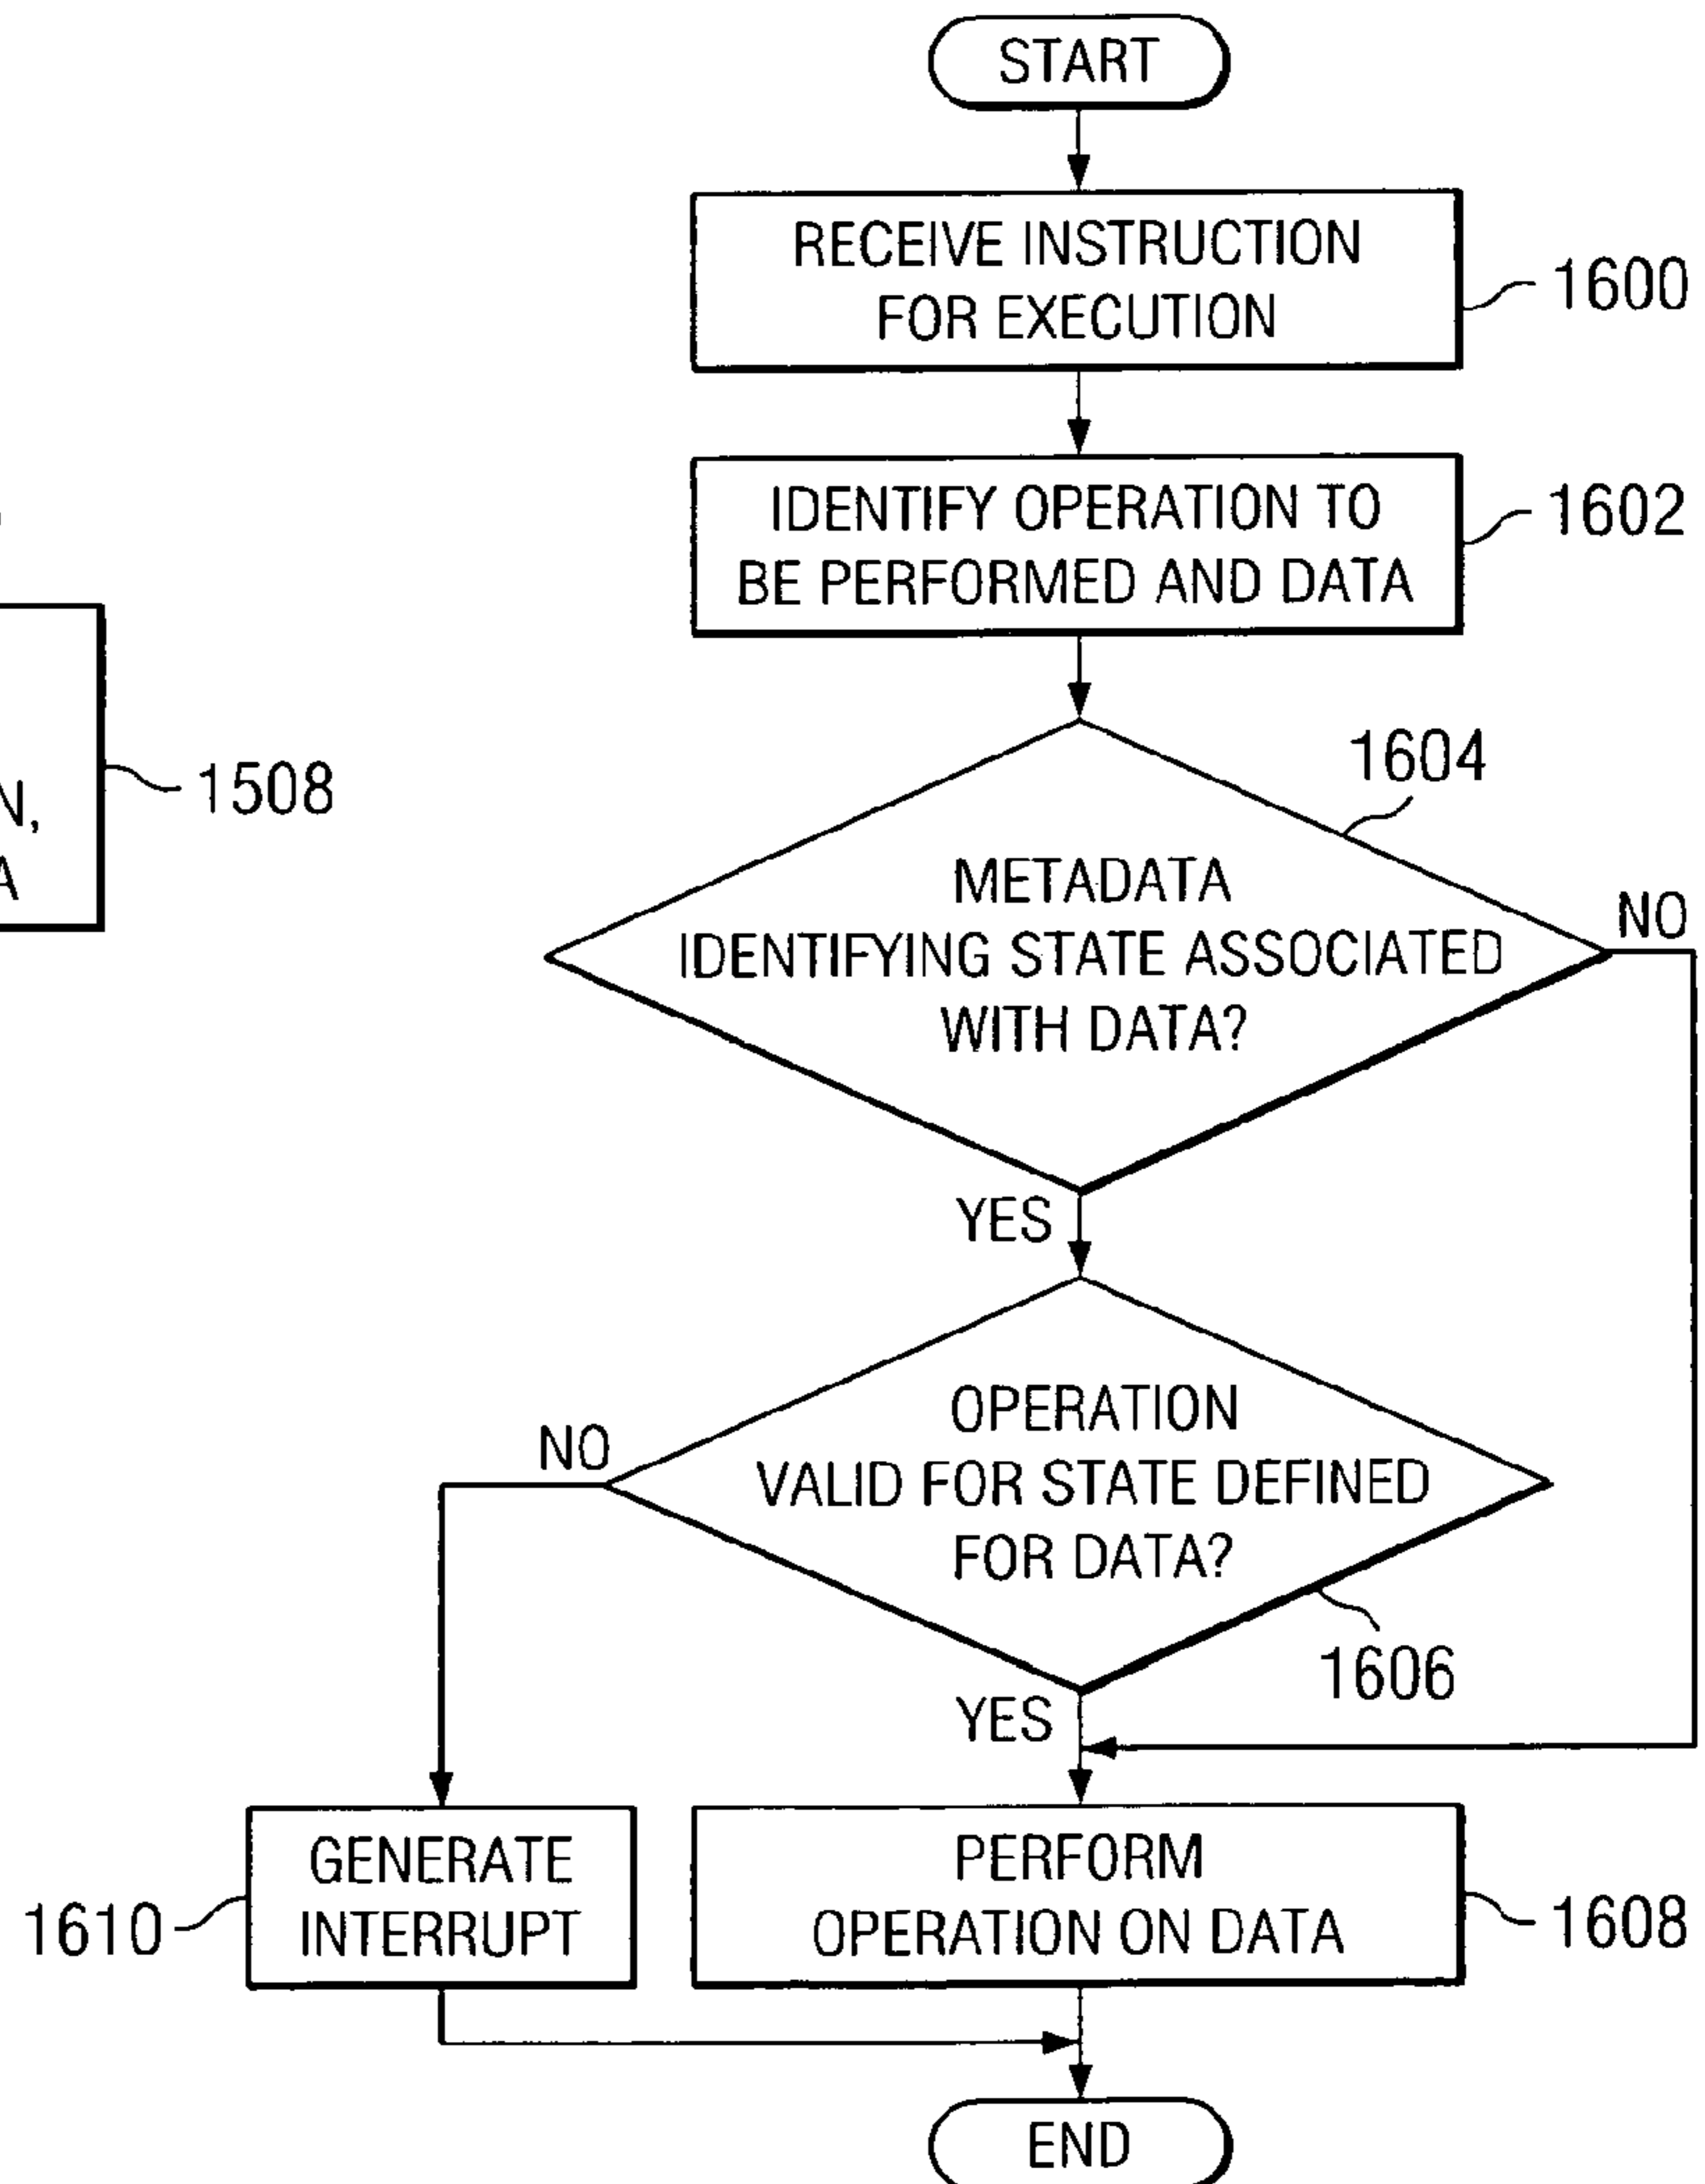 START
RECEIVE INSTRUCTION
FOR EXECUTION
1600
IDENTIFY OPERATION TO
BE PERFORMED AND DATA
1602
N,
A
1508
METADATA
IDENTIFYING STATE ASSOCIATED
WITH DATA?
1604
NO
YES
OPERATION
VALID FOR STATE DEFINED
FOR DATA?
1606
NO
YES
GENERATE
INTERRUPT
1610
PERFORM
OPERATION ON DATA
1608
END